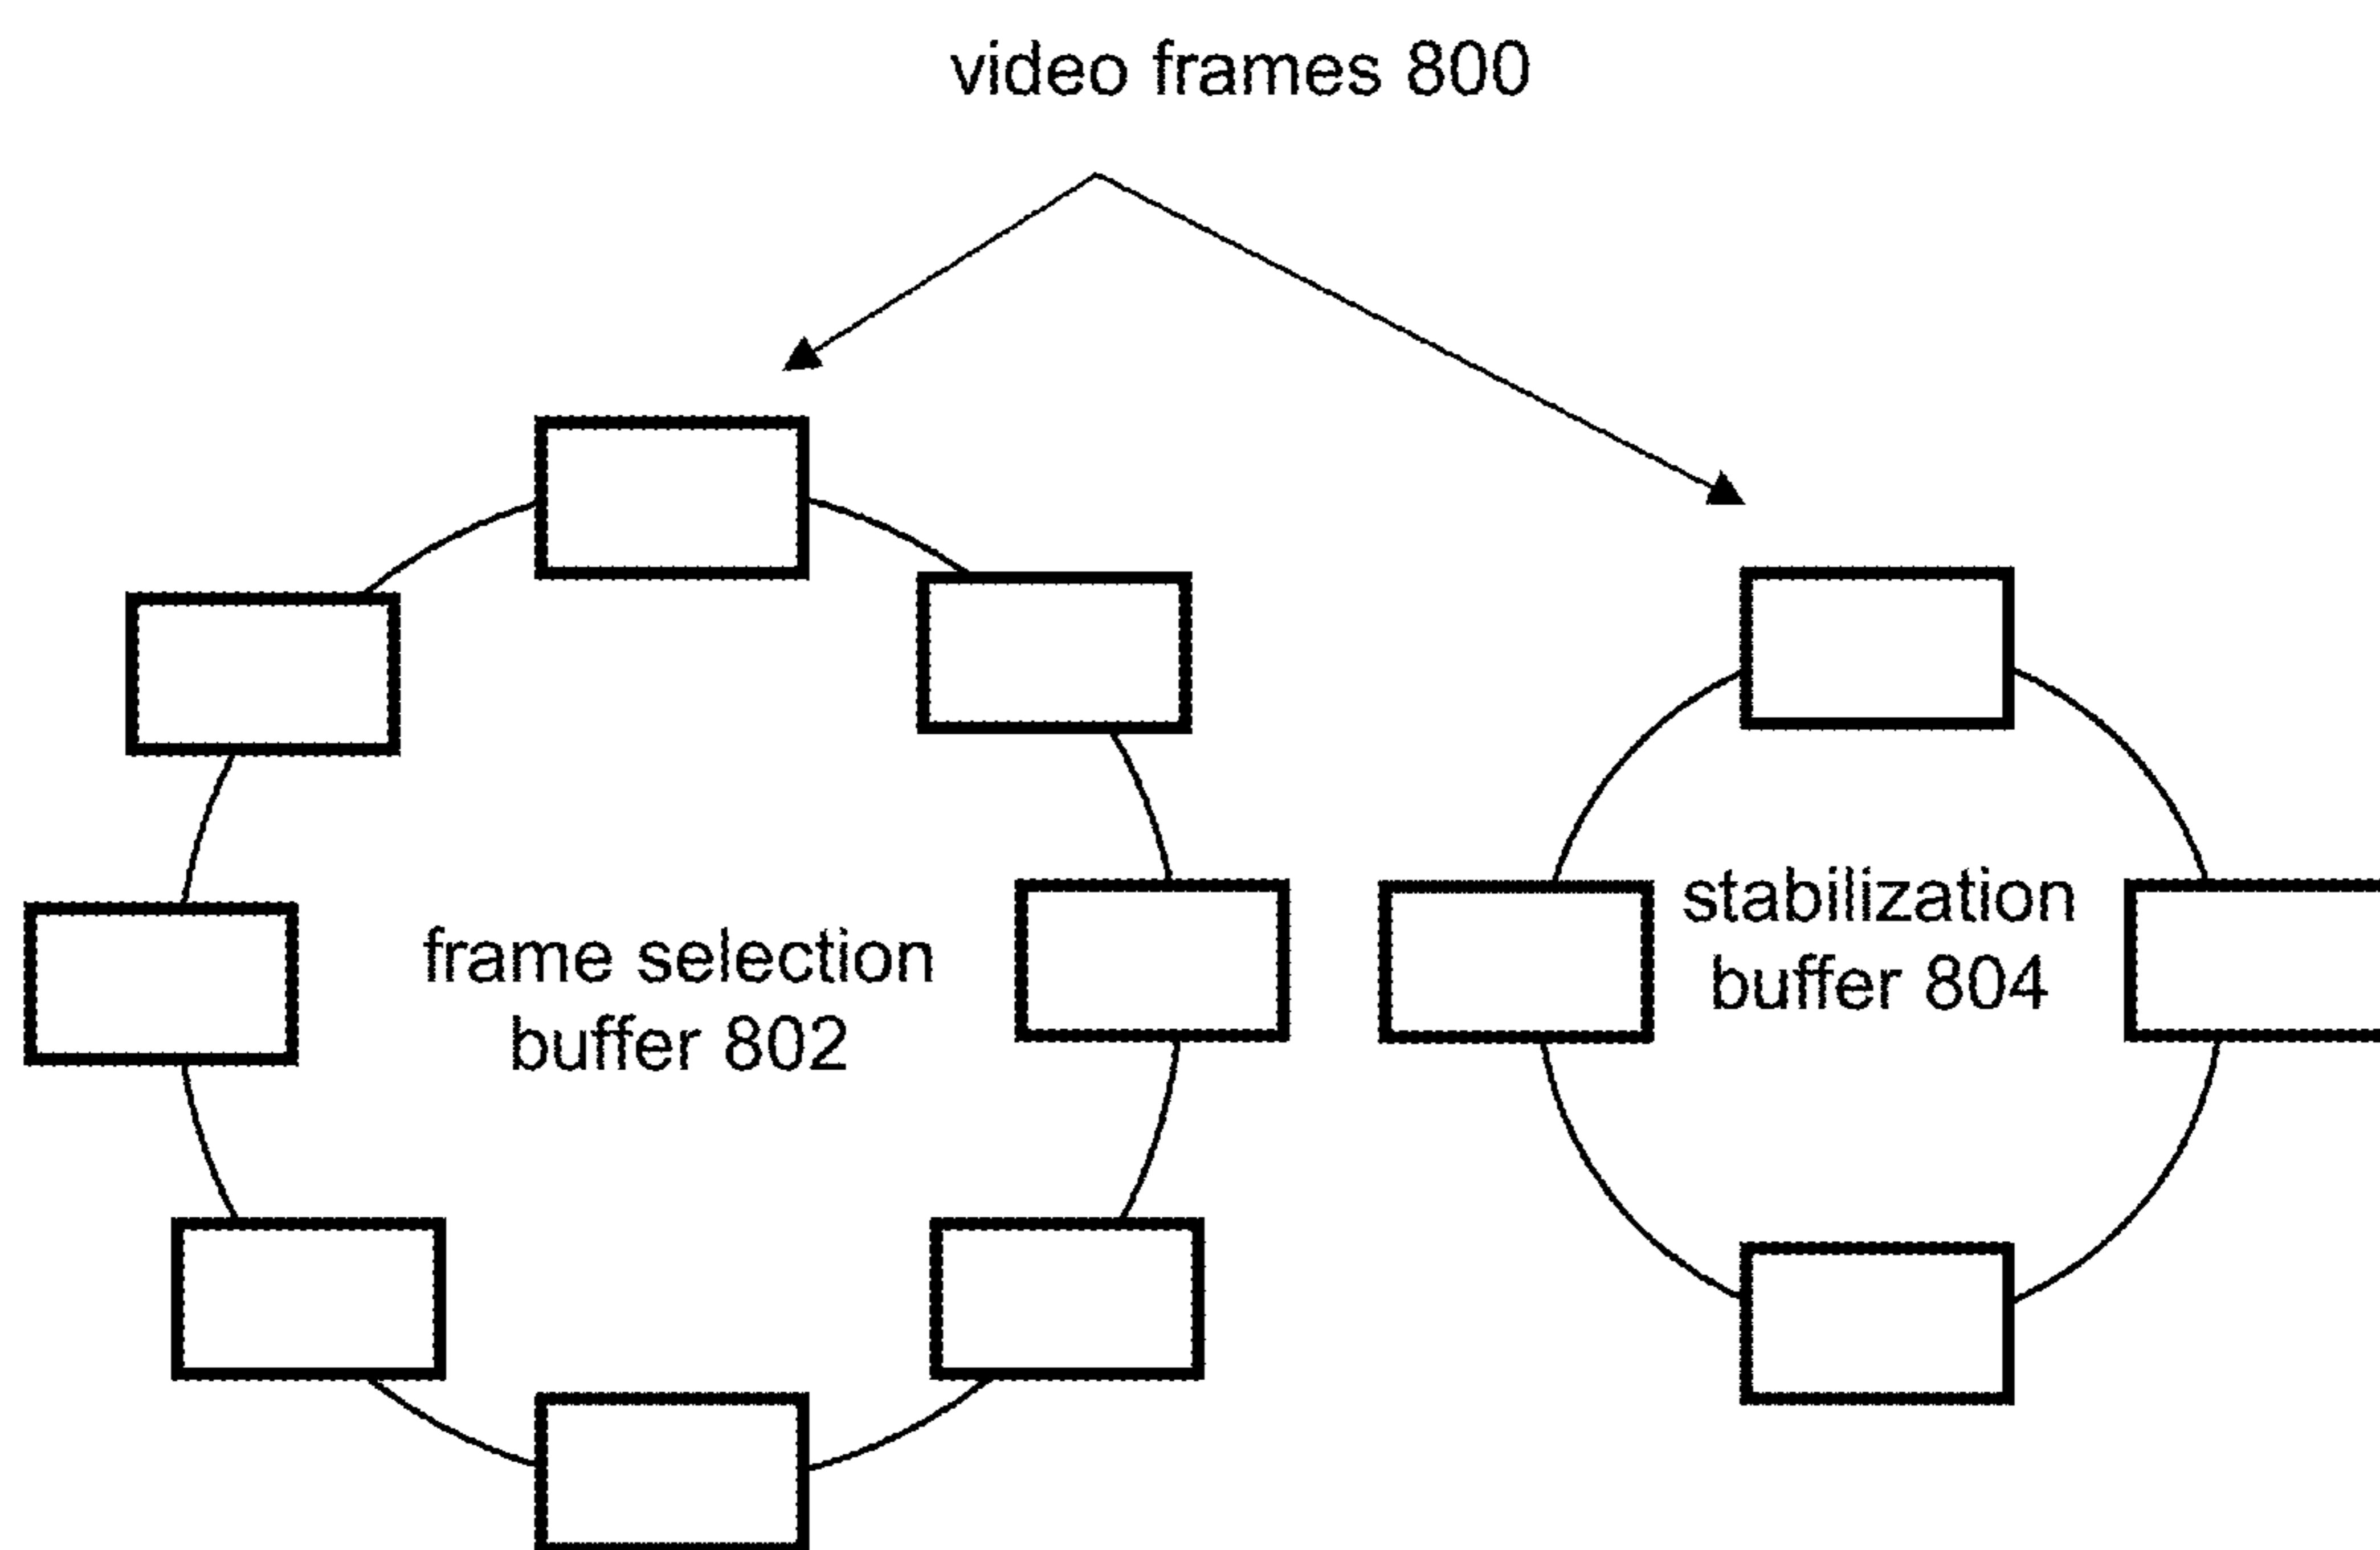 video frames 800
frame selection
buffer 802
stabilization
buffer 804